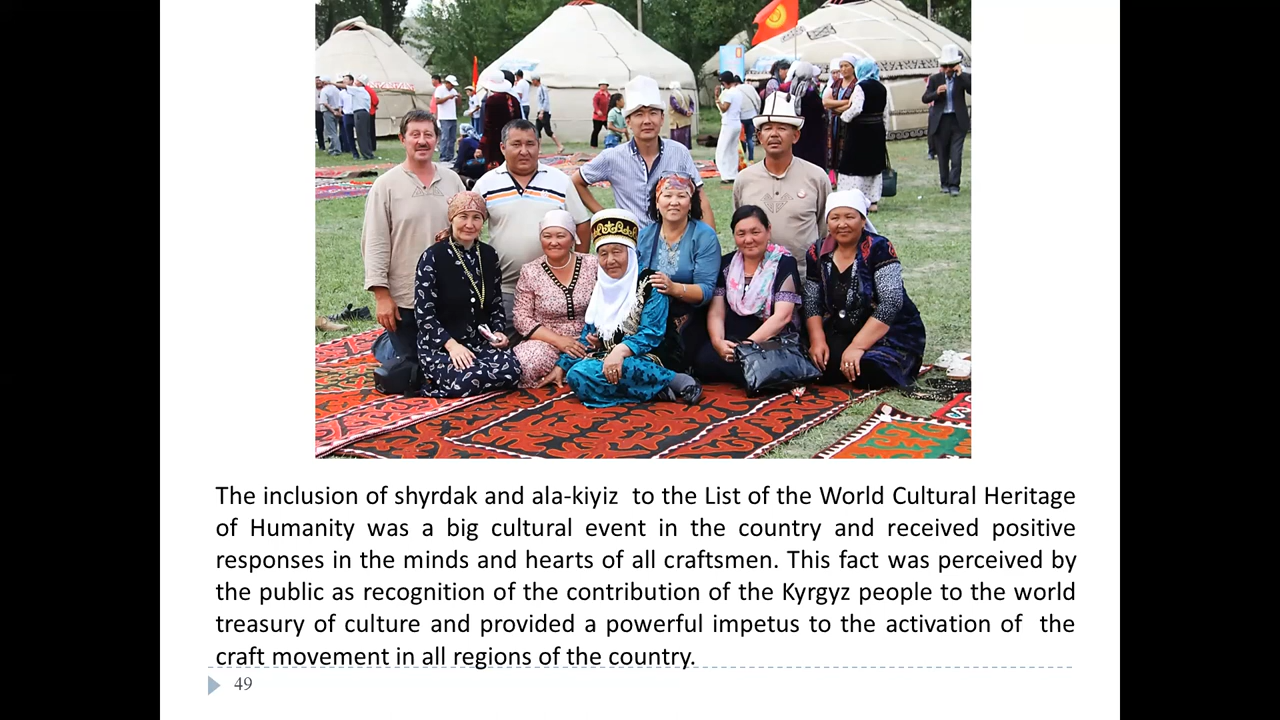 The inclusion of shyrdak and ala-kiyiz  to the List of the World Cultural Heritage
of Humanity was a big cultural event in the country and received positive
responses in the minds and hearts of all craftsmen. This fact was perceived by
the public as recognition of the contribution of the Kyrgyz people to the world
treasury of culture and provided a powerful impetus to the activation of  the
craft movement in all regions of the country.
49